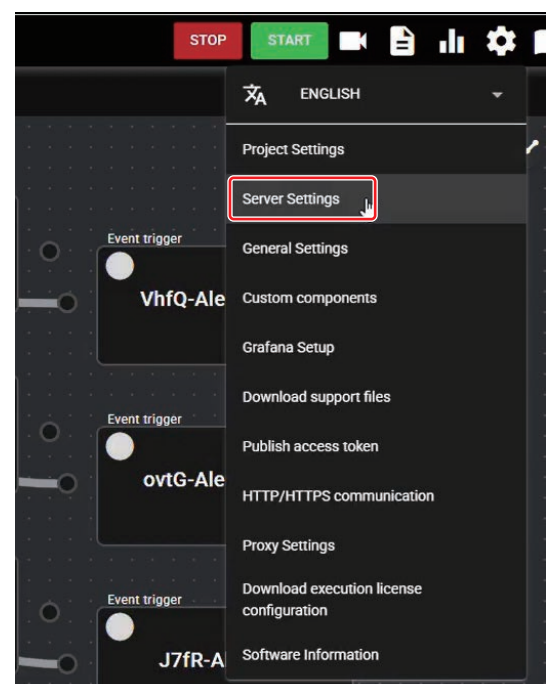 STOP
START
ENGLISH
Project Settings
Server Settings
General Settings
Custom components
Grafana Setup
Download support files
Publish access token
HTTP/HTTPS communication
Proxy Settings
Download execution license
configuration
Software Information
Event trigger
VhfQ-Ale
Event trigger
ovtG-Ale
Event trigger
J7fR-A